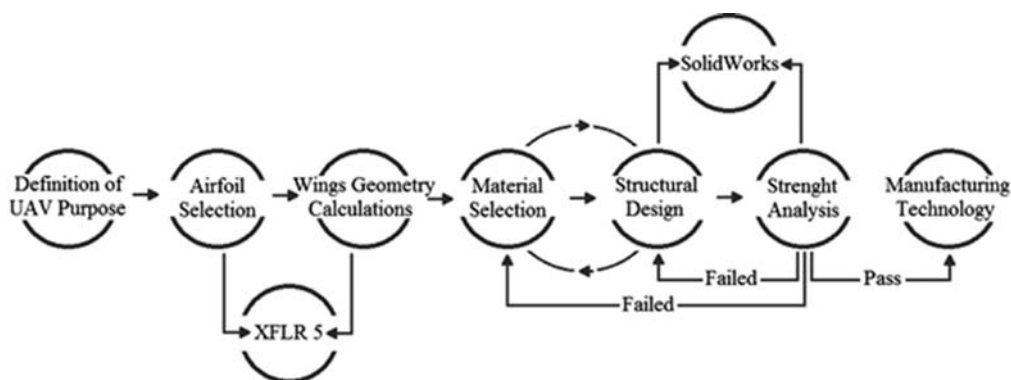 SolidWorks
Definition of
UAV Purpose
Airfoil
Selection
Wings Geometry
Calculations
Material
Selection
Structural
Design
Strenght
Analysis
Manufacturing
Technology
Failed
Pass
Failed
XFLR 5